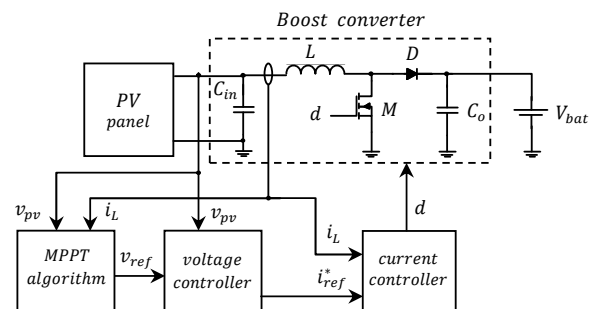 Boost converter
L
D
PV
panel
C_in
d
M
C_o
V_bat
v_pv
i_L
v_pv
i_L
d
MPPT
algorithm
v_ref
voltage
controller
i*_ref
current
controller